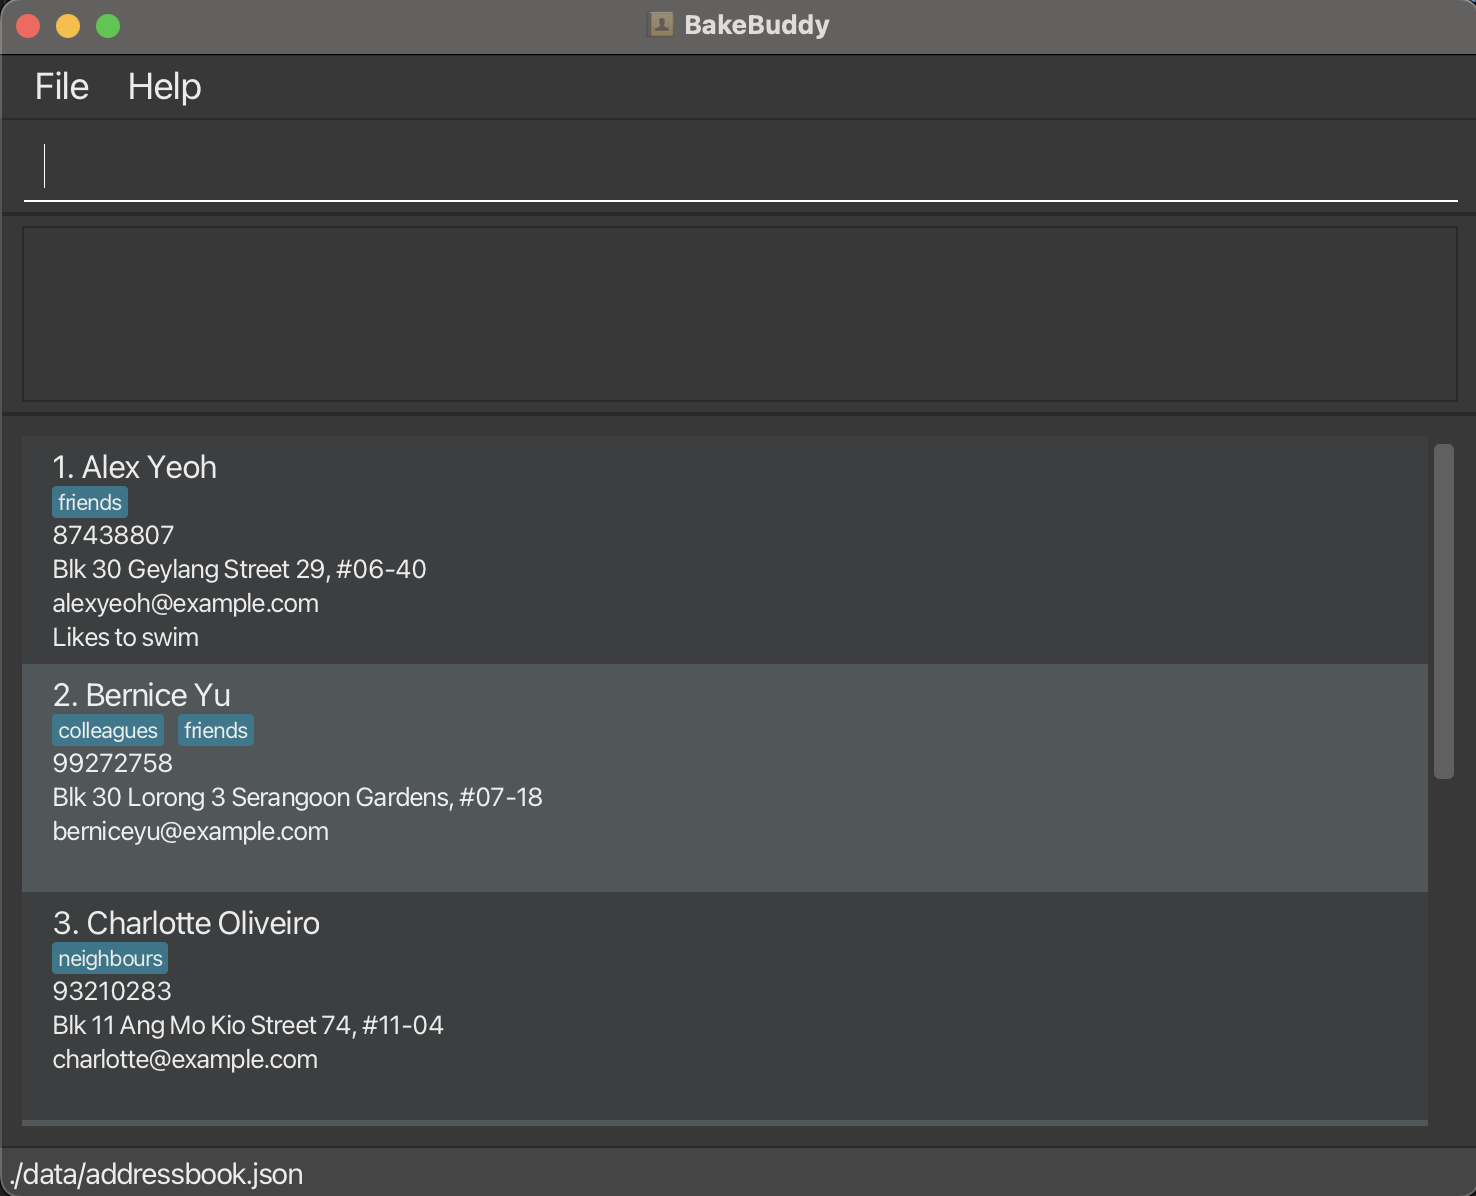 BakeBuddy
File Help
1. Alex Yeoh
friends
87438807
Blk 30 Geylang Street 29, #06-40
alexyeoh@example.com
Likes to swim
2. Bernice Yu
colleagues friends
99272758
Blk 30 Lorong 3 Serangoon Gardens, #07-18
berniceyu@example.com
3. Charlotte Oliveiro
neighbours
93210283
Blk 11 Ang Mo Kio Street 74, #11-04
charlotte@example.com
./data/addressbook.json